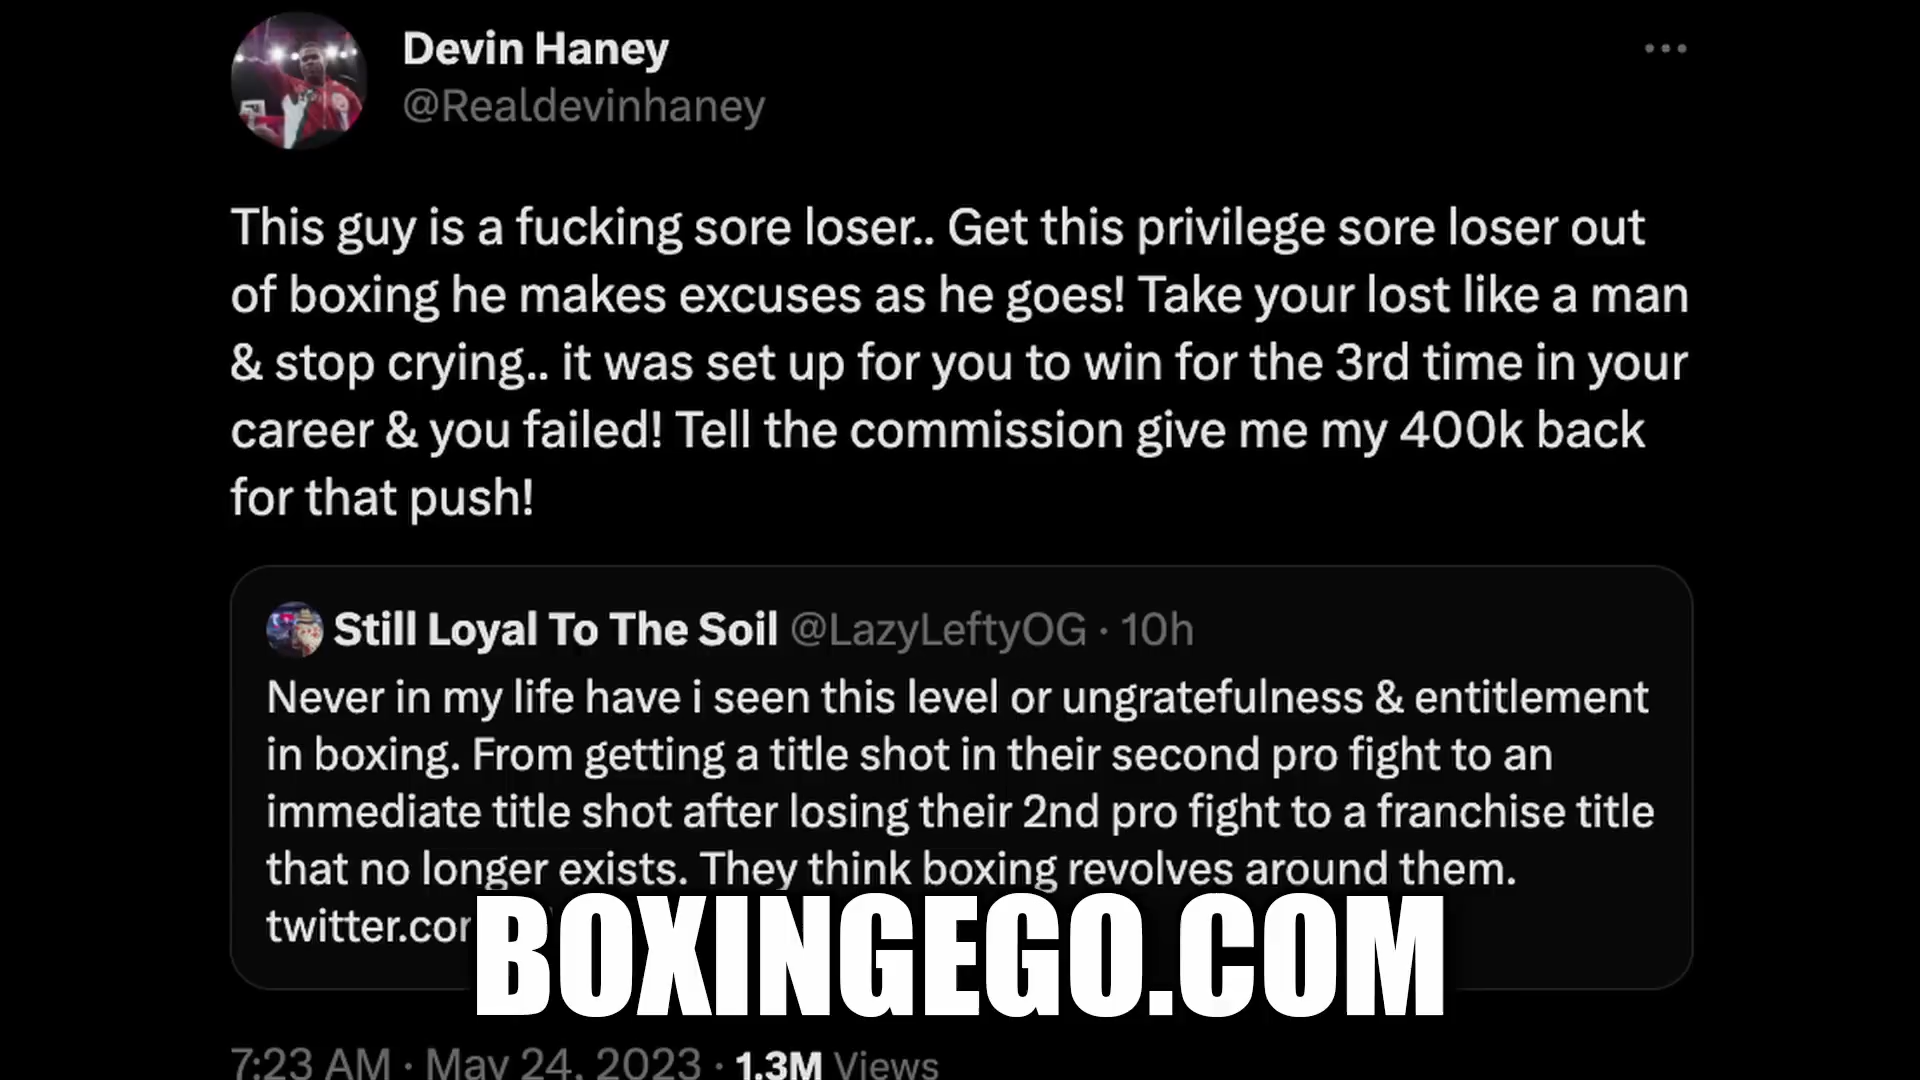 Devin Haney
@Realdevinhaney
This guy is a fucking sore loser.. Get this privilege sore loser out
of boxing he makes excuses as he goes! Take your lost like a man
& stop crying.. it was set up for you to win for the 3rd time in your
career & you failed! Tell the commission give me my 400k back
for that push!
Still Loyal To The Soil @LazyLeftyOG · 10h
Never in my life have i seen this level or ungratefulness & entitlement
in boxing. From getting a title shot in their second pro fight to an
immediate title shot after losing their 2nd pro fight to a franchise title
that no longer exists. They think boxing revolves around them.
twitter.co
BOXINGEGO.COM
7:23 AM · May 24, 2023 · 1.3M Views